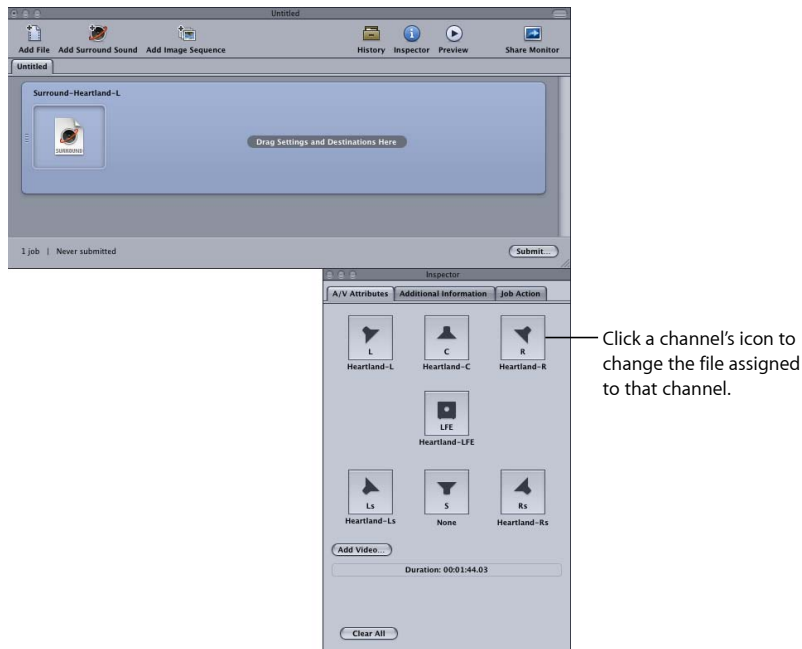 Untitled
Add File Add Surround Sound Add Image Sequence History Inspector Preview Share Monitor
Untitled
Surround-Heartland-L
SURROUND
Drag Settings and Destinations Here
1 job | Never submitted
Submit...
Inspector
A/V Attributes Additional Information Job Action
L C R
Heartland-L Heartland-C Heartland-R
Click a channel’s icon to
change the file assigned
to that channel.
LFE
Heartland-LFE
Ls S Rs
Heartland-Ls None Heartland-Rs
Add Video...
Duration: 00:01:44.03
Clear All